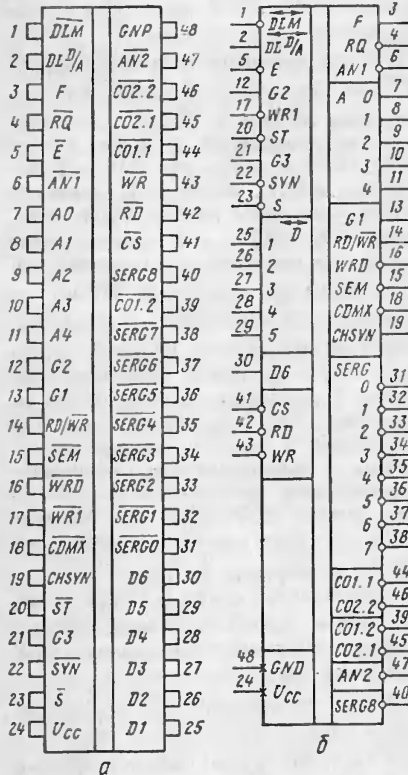 1 DLM GNP 48
2 DL D/A AN2 47
3 F CO2.2 46
4 RQ CO2.1 45
5 E CO1.1 44
6 AN1 WR 43
7 A0 RD 42
8 A1 CS 41
9 A2 SERG8 40
10 A3 CO1.2 39
11 A4 SERG7 38
12 G2 SERG6 37
13 G1 SERG5 36
14 RD/WR SERG4 35
15 SEM SERG3 34
16 WRD SERG2 33
17 WR1 SERG1 32
18 CDMX SERG0 31
19 CHSYN D6 30
20 ST D5 29
21 G3 D4 28
22 SYN D3 27
23 S D2 26
24 UCC D1 25
а
1 DLM
2 DL D/A
5 E
12 G2
17 WR1
20 ST
21 G3
22 SYN
23 S
D
25 1
26 2
27 3
28 4
29 5
30 D6
41 CS
42 RD
43 WR
48 GND
24 UCC
F 3
RQ 4
AN1 6
A 0 7
1 8
2 9
3 10
4 11
G1 13
RD/WR 14
WRD 16
SEM 15
CDMX 18
CHSYN 19
SERG
0 31
1 32
2 33
3 34
4 35
5 36
6 37
7 38
CO1.1 44
CO2.2 46
CO1.2 39
CO2.1 45
AN2 47
SERG8 40
б